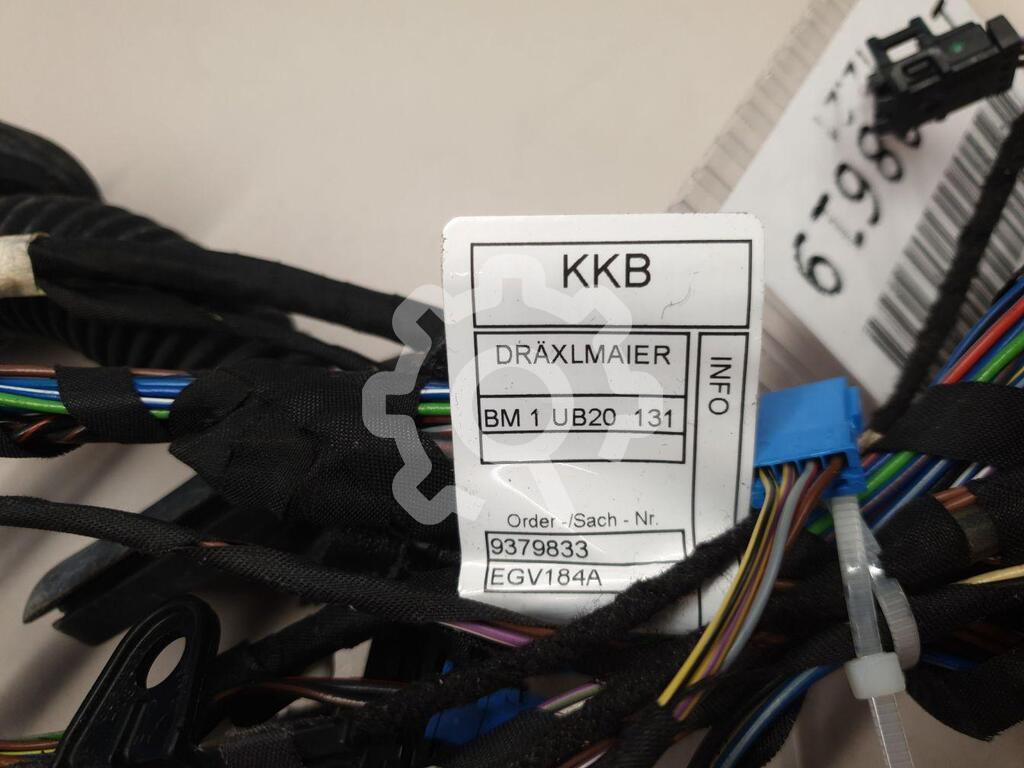 KKB
DRÄXLMAIER
BM 1 UB20 131
INFO
Order -/Sach - Nr.
9379833
EGV184A